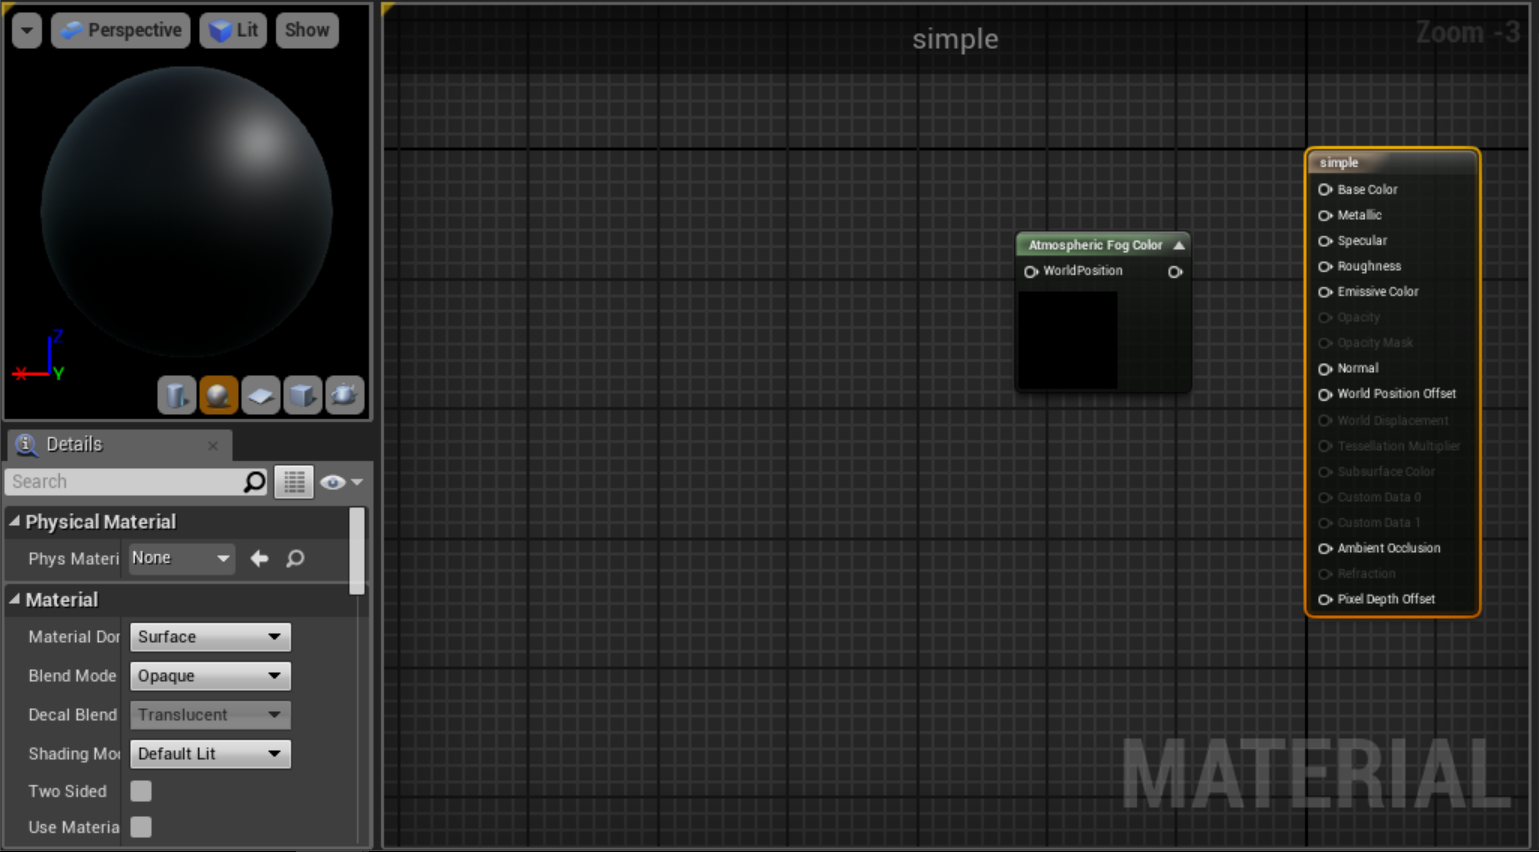 Perspective
Lit
Show
X
Y
Z
Details
Search
Physical Material
Phys Materi
None
Material
Material Dor
Surface
Blend Mode
Opaque
Decal Blend
Translucent
Shading Mo
Default Lit
Two Sided
Use Materia
simple
Zoom -3
Atmospheric Fog Color
WorldPosition
simple
Base Color
Metallic
Specular
Roughness
Emissive Color
Opacity
Opacity Mask
Normal
World Position Offset
World Displacement
Tessellation Multiplier
Subsurface Color
Custom Data 0
Custom Data 1
Ambient Occlusion
Refraction
Pixel Depth Offset
MATERIAL